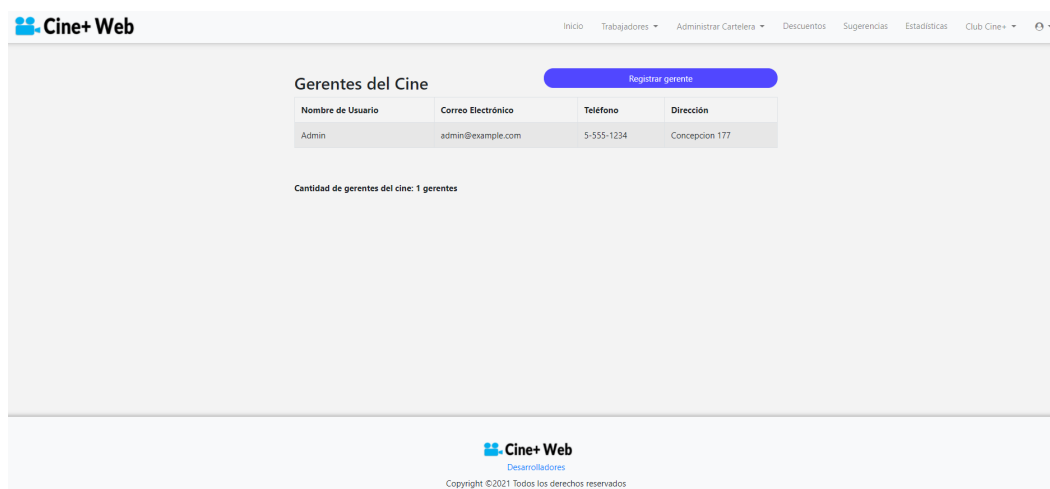 Cine+ Web
Inicio Trabajadores Administrar Cartelera Descuentos Sugerencias Estadísticas Club Cine+
Gerentes del Cine
Registrar gerente
Nombre de Usuario Correo Electrónico Teléfono Dirección
Admin admin@example.com 5-555-1234 Concepcion 177
Cantidad de gerentes del cine: 1 gerentes
Cine+ Web
Desarrolladores
Copyright ©2021 Todos los derechos reservados